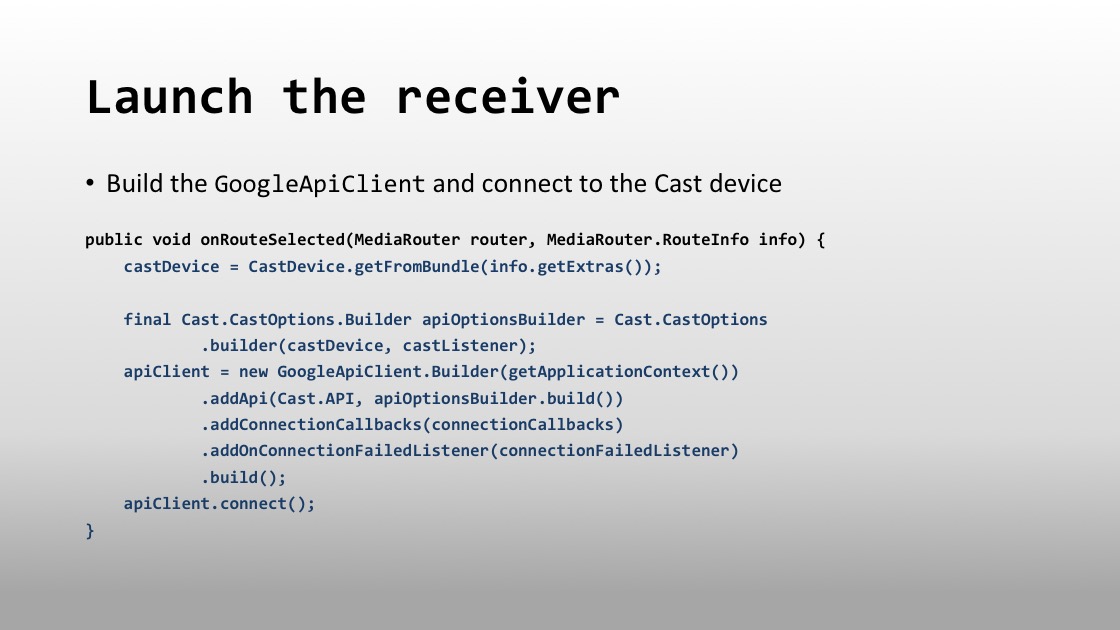 Launch the receiver
• Build the GoogleApiClient and connect to the Cast device
public void onRouteSelected(MediaRouter router, MediaRouter.RouteInfo info) {
    castDevice = CastDevice.getFromBundle(info.getExtras());
    final Cast.CastOptions.Builder apiOptionsBuilder = Cast.CastOptions
            .builder(castDevice, castListener);
    apiClient = new GoogleApiClient.Builder(getApplicationContext())
            .addApi(Cast.API, apiOptionsBuilder.build())
            .addConnectionCallbacks(connectionCallbacks)
            .addOnConnectionFailedListener(connectionFailedListener)
            .build();
    apiClient.connect();
}